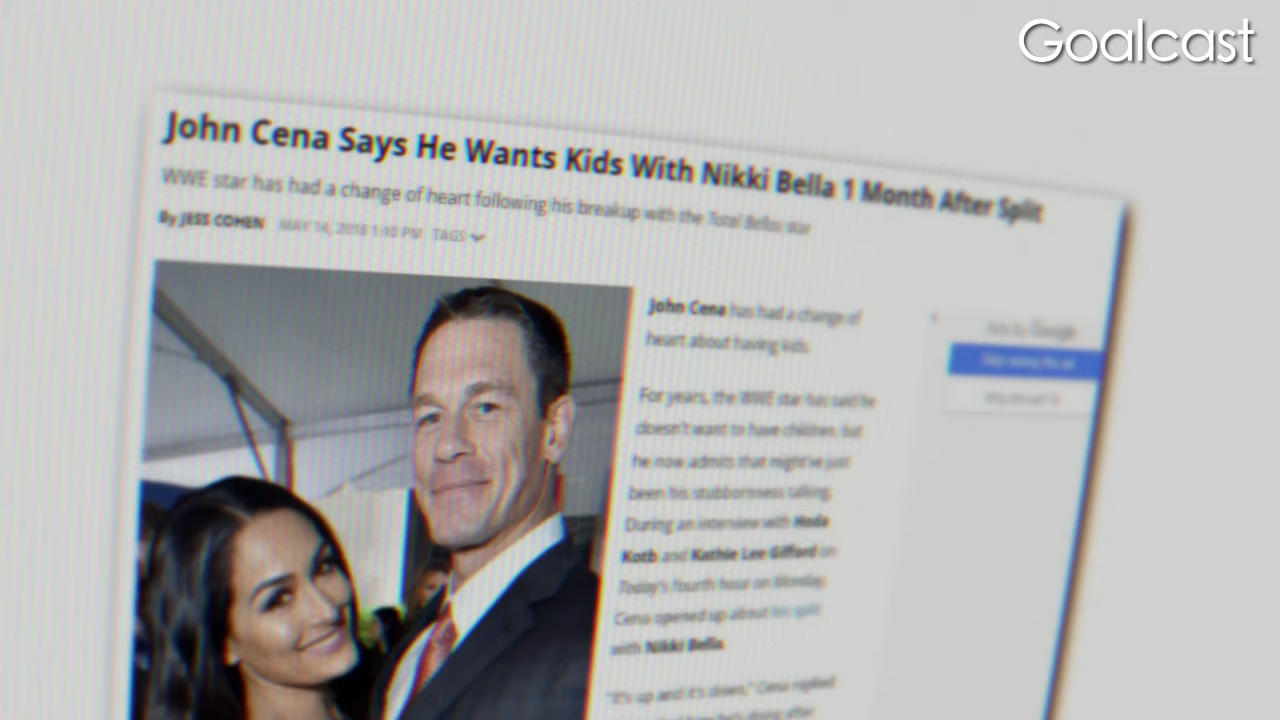 Goalcast
John Cena Says He Wants Kids With Nikki Bella 1 Month After Split
WWE star has had a change of heart following his breakup with the Total Bellas star
By JESS COHEN MAY 14, 2018 1:10 PM TAGS
John Cena has had a change of
heart about having kids.
For years, the WWE star has said he
doesn't want to have children, but
he now admits that might've just
been his stubbornness talking.
During an interview with Hoda
Kotb and Kathie Lee Gifford on
Today's fourth hour on Monday,
Cena opened up about his split
with Nikki Bella.
"It's up and it's down," Cena replied
Ads by Google
Stop seeing this ad